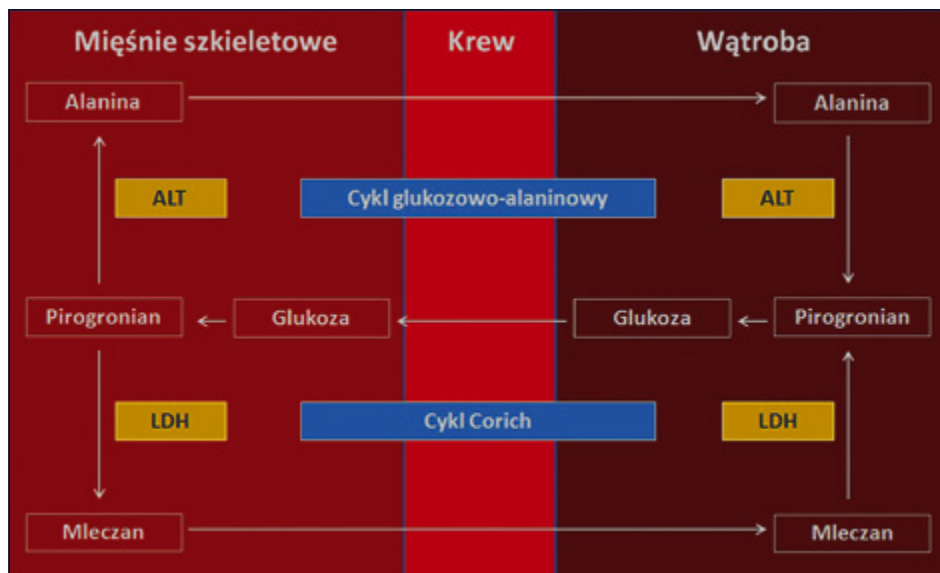 Mięśnie szkieletowe
Krew
Wątroba
Alanina
Alanina
ALT
Cykl glukozowo-alaninowy
ALT
Pirogronian
Glukoza
Glukoza
Pirogronian
LDH
Cykl Corich
LDH
Mleczan
Mleczan